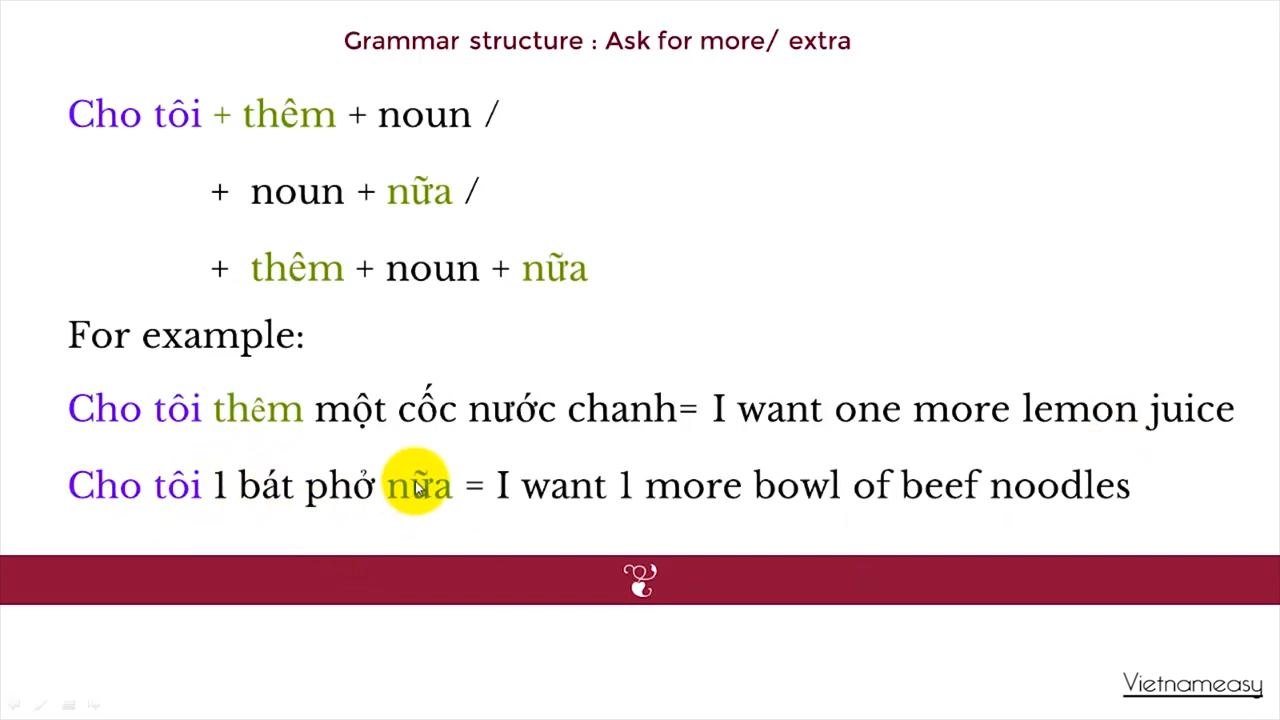 Grammar structure : Ask for more/ extra
Cho tôi + thêm + noun /
+ noun + nữa /
+ thêm + noun + nữa
For example:
Cho tôi thêm một cốc nước chanh= I want one more lemon juice
Cho tôi 1 bát phở nữa = I want 1 more bowl of beef noodles
Vietnameasy